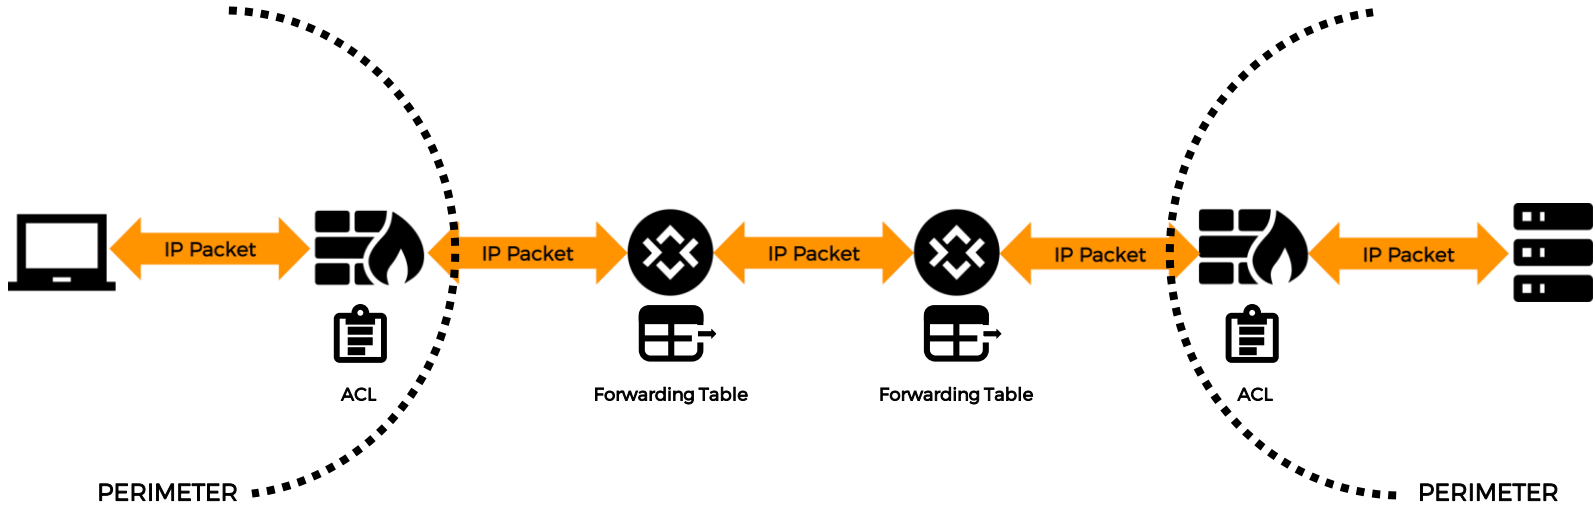 IP Packet
IP Packet
IP Packet
IP Packet
IP Packet
ACL
Forwarding Table
Forwarding Table
ACL
PERIMETER
PERIMETER